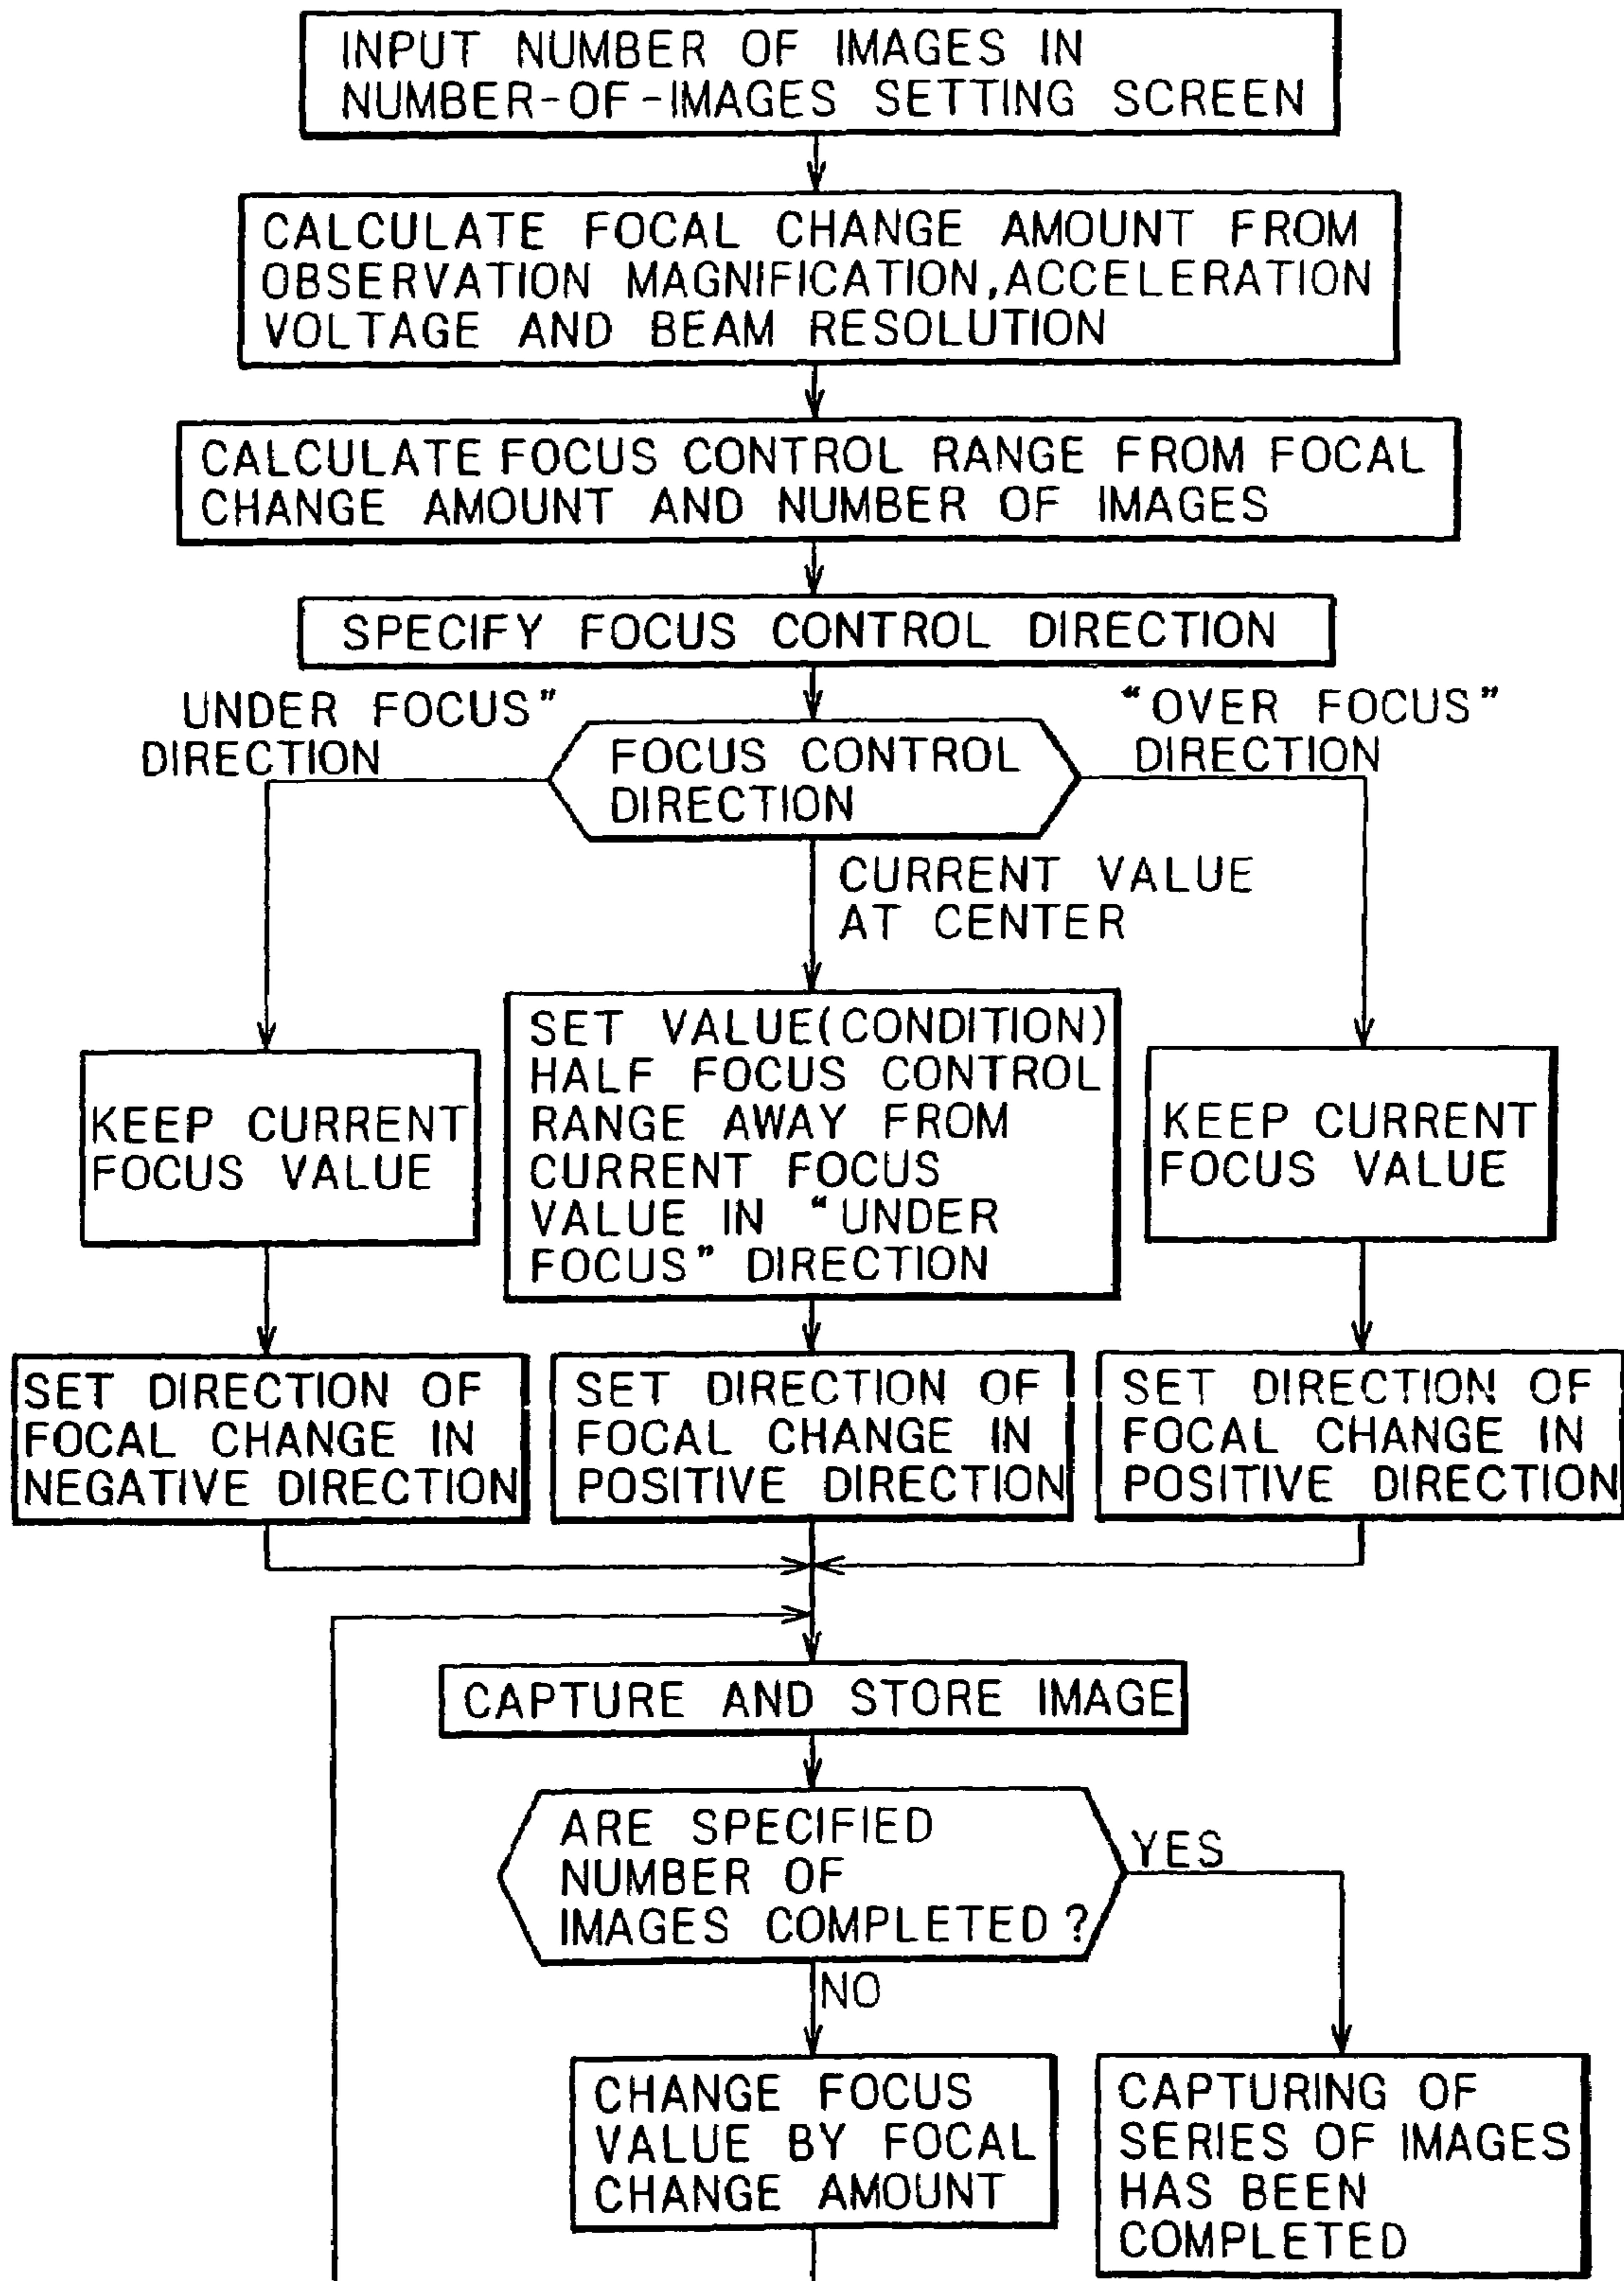 INPUT NUMBER OF IMAGES IN
NUMBER-OF-IMAGES SETTING SCREEN
CALCULATE FOCAL CHANGE AMOUNT FROM
OBSERVATION MAGNIFICATION,ACCELERATION
VOLTAGE AND BEAM RESOLUTION
CALCULATE FOCUS CONTROL RANGE FROM FOCAL
CHANGE AMOUNT AND NUMBER OF IMAGES
SPECIFY FOCUS CONTROL DIRECTION
UNDER FOCUS”
DIRECTION
FOCUS CONTROL
DIRECTION
“OVER FOCUS”
DIRECTION
CURRENT VALUE
AT CENTER
KEEP CURRENT
FOCUS VALUE
SET VALUE(CONDITION)
HALF FOCUS CONTROL
RANGE AWAY FROM
CURRENT FOCUS
VALUE IN “UNDER
FOCUS” DIRECTION
KEEP CURRENT
FOCUS VALUE
SET DIRECTION OF
FOCAL CHANGE IN
NEGATIVE DIRECTION
SET DIRECTION OF
FOCAL CHANGE IN
POSITIVE DIRECTION
SET DIRECTION OF
FOCAL CHANGE IN
POSITIVE DIRECTION
CAPTURE AND STORE IMAGE
ARE SPECIFIED
NUMBER OF
IMAGES COMPLETED?
YES
NO
CHANGE FOCUS
VALUE BY FOCAL
CHANGE AMOUNT
CAPTURING OF
SERIES OF IMAGES
HAS BEEN
COMPLETED